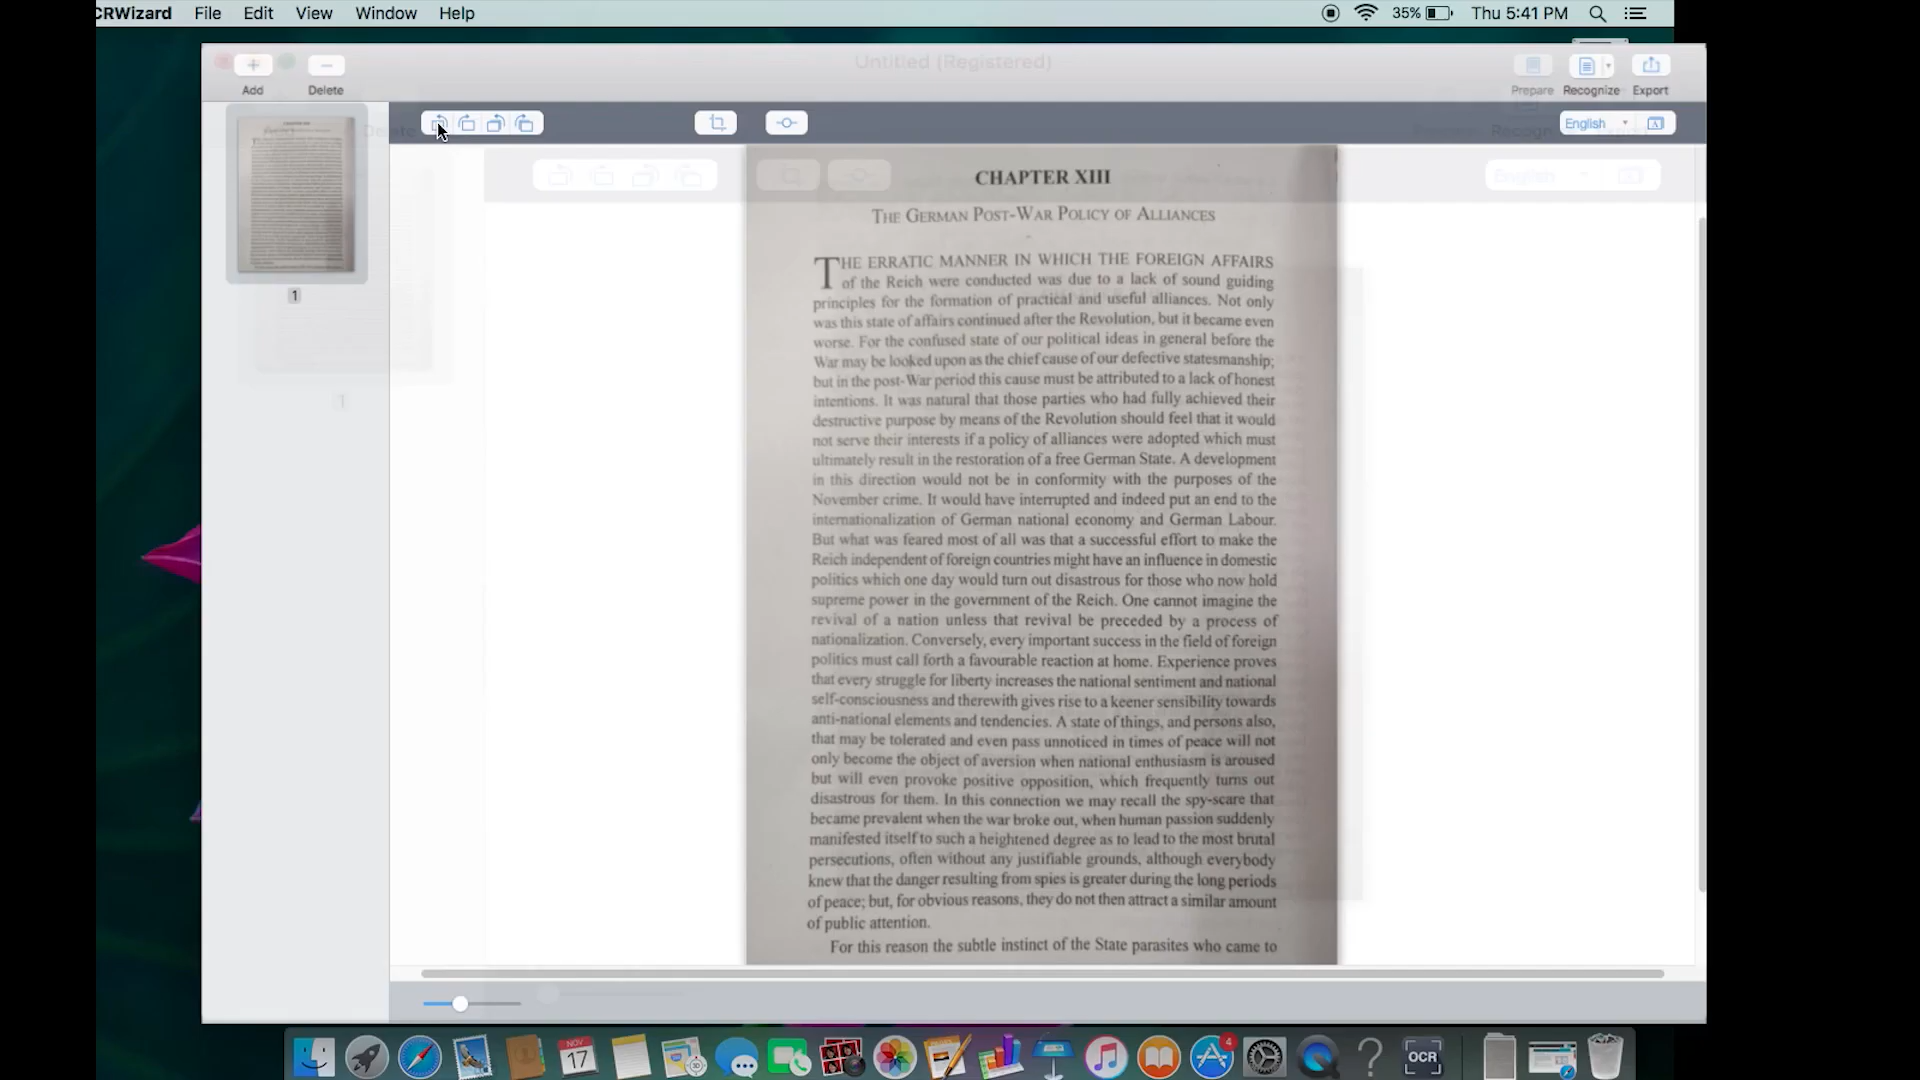 CRWizard File Edit View Window Help 35% Thu 5:41 PM
Untitled (Registered)
Add Delete Prepare Recognize Export
English
1
1
English
CHAPTER XIII
THE GERMAN POST-WAR POLICY OF ALLIANCES
THE ERRATIC MANNER IN WHICH THE FOREIGN AFFAIRS
of the Reich were conducted was due to a lack of sound guiding
principles for the formation of practical and useful alliances. Not only
was this state of affairs continued after the Revolution, but it became even
worse. For the confused state of our political ideas in general before the
War may be looked upon as the chief cause of our defective statesmanship;
but in the post-War period this cause must be attributed to a lack of honest
intentions. It was natural that those parties who had fully achieved their
destructive purpose by means of the Revolution should feel that it would
not serve their interests if a policy of alliances were adopted which must
ultimately result in the restoration of a free German State. A development
in this direction would not be in conformity with the purposes of the
November crime. It would have interrupted and indeed put an end to the
internationalization of German national economy and German Labour.
But what was feared most of all was that a successful effort to make the
Reich independent of foreign countries might have an influence in domestic
politics which one day would turn out disastrous for those who now hold
supreme power in the government of the Reich. One cannot imagine the
revival of a nation unless that revival be preceded by a process of
nationalization. Conversely, every important success in the field of foreign
politics must call forth a favourable reaction at home. Experience proves
that every struggle for liberty increases the national sentiment and national
self-consciousness and therewith gives rise to a keener sensibility towards
anti-national elements and tendencies. A state of things, and persons also,
that may be tolerated and even pass unnoticed in times of peace will not
only become the object of aversion when national enthusiasm is aroused
but will even provoke positive opposition, which frequently turns out
disastrous for them. In this connection we may recall the spy-scare that
became prevalent when the war broke out, when human passion suddenly
manifested itself to such a heightened degree as to lead to the most brutal
persecutions, often without any justifiable grounds, although everybody
knew that the danger resulting from spies is greater during the long periods
of peace; but, for obvious reasons, they do not then attract a similar amount
of public attention.
For this reason the subtle instinct of the State parasites who came to
NOV
17
4
OCR